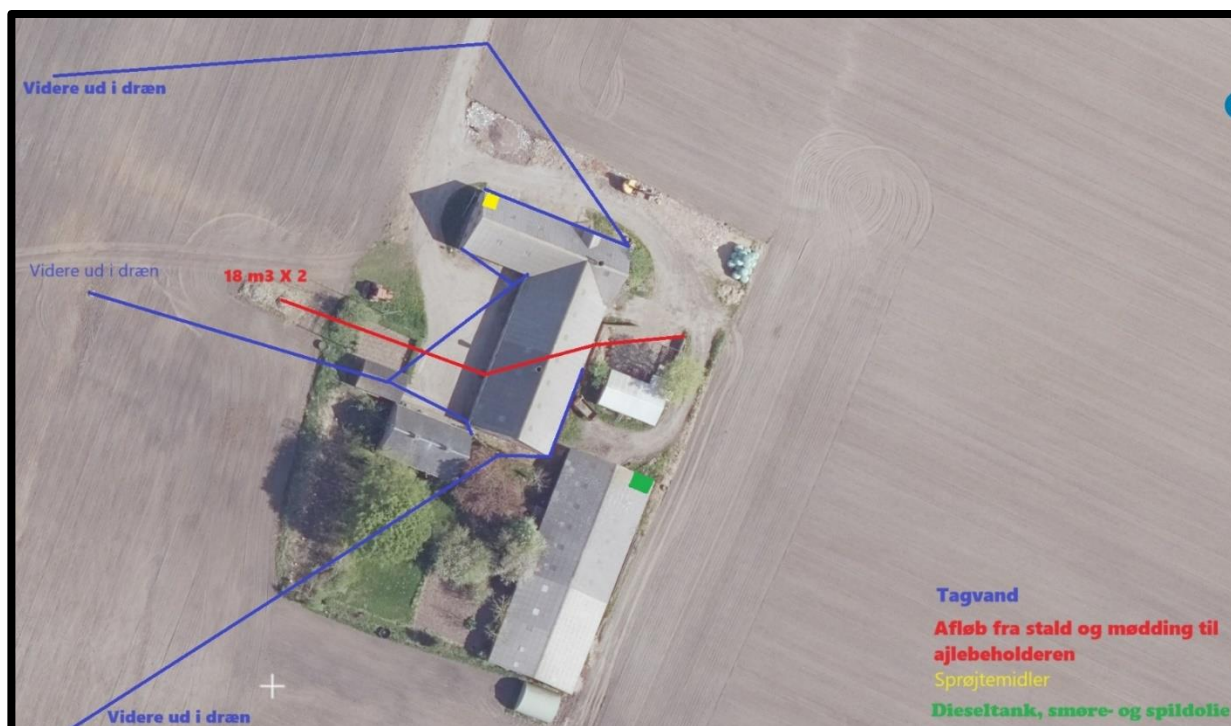 Videre ud i dræn
Videre ud i dræn
18 m3 X 2
Tagvand
Afløb fra stald og mødding til
ajlebeholderen
Sprøjtemidler
Dieseltank, smøre- og spildolie
Videre ud i dræn